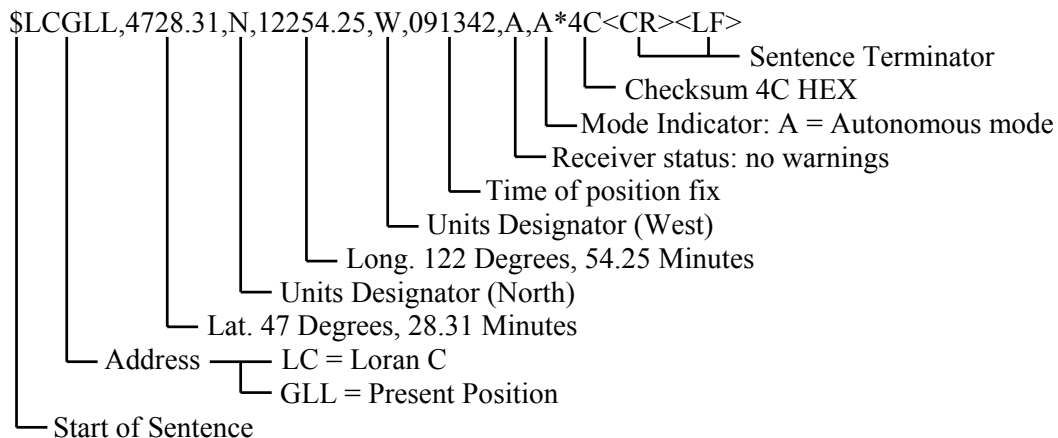 $LCGLL,4728.31,N,12254.25,W,091342,A,A*4C<CR><LF>
Sentence Terminator
Checksum 4C HEX
Mode Indicator: A = Autonomous mode
Receiver status: no warnings
Time of position fix
Units Designator (West)
Long. 122 Degrees, 54.25 Minutes
Units Designator (North)
Lat. 47 Degrees, 28.31 Minutes
Address LC = Loran C
GLL = Present Position
Start of Sentence